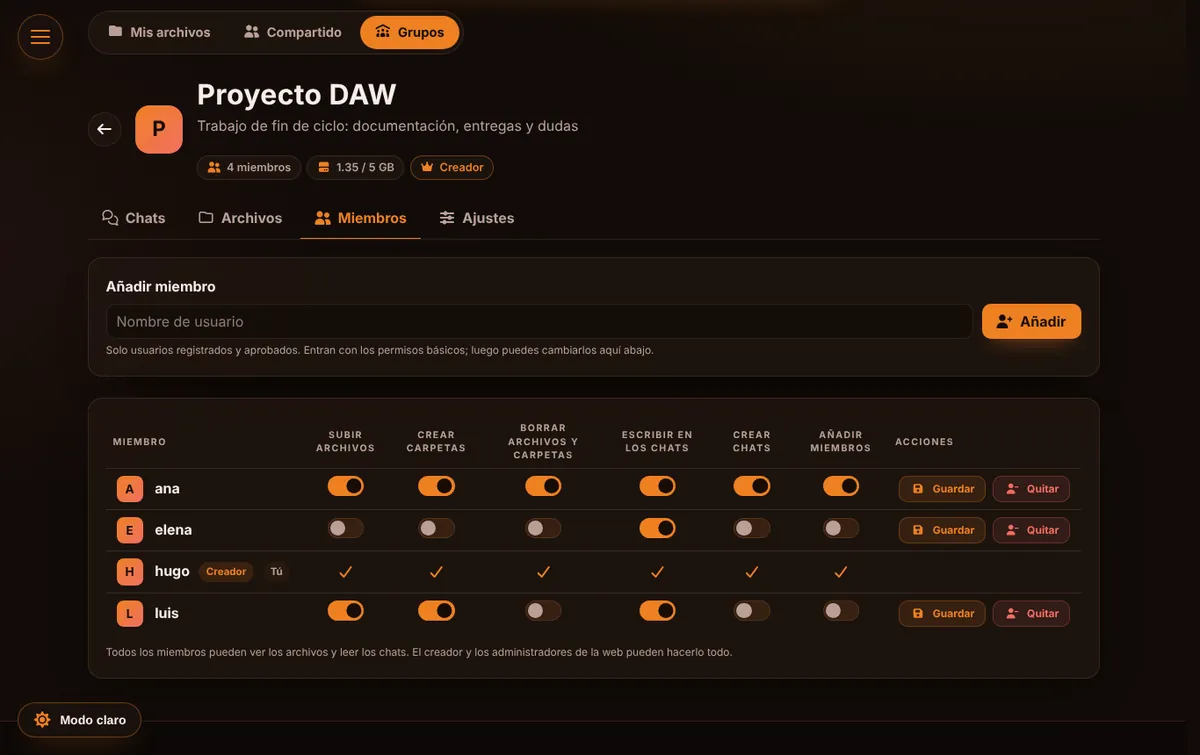 Mis archivos
Compartido
Grupos
P
Proyecto DAW
Trabajo de fin de ciclo: documentación, entregas y dudas
4 miembros
1.35 / 5 GB
Creador
Chats
Archivos
Miembros
Ajustes
Añadir miembro
Nombre de usuario
Añadir
Solo usuarios registrados y aprobados. Entran con los permisos básicos; luego puedes cambiarlos aquí abajo.
MIEMBRO
SUBIR
ARCHIVOS
CREAR
CARPETAS
BORRAR
ARCHIVOS Y
CARPETAS
ESCRIBIR EN
LOS CHATS
CREAR
CHATS
AÑADIR
MIEMBROS
ACCIONES
A ana Guardar Quitar
E elena Guardar Quitar
H hugo Creador Tú
L luis Guardar Quitar
Todos los miembros pueden ver los archivos y leer los chats. El creador y los administradores de la web pueden hacerlo todo.
Modo claro